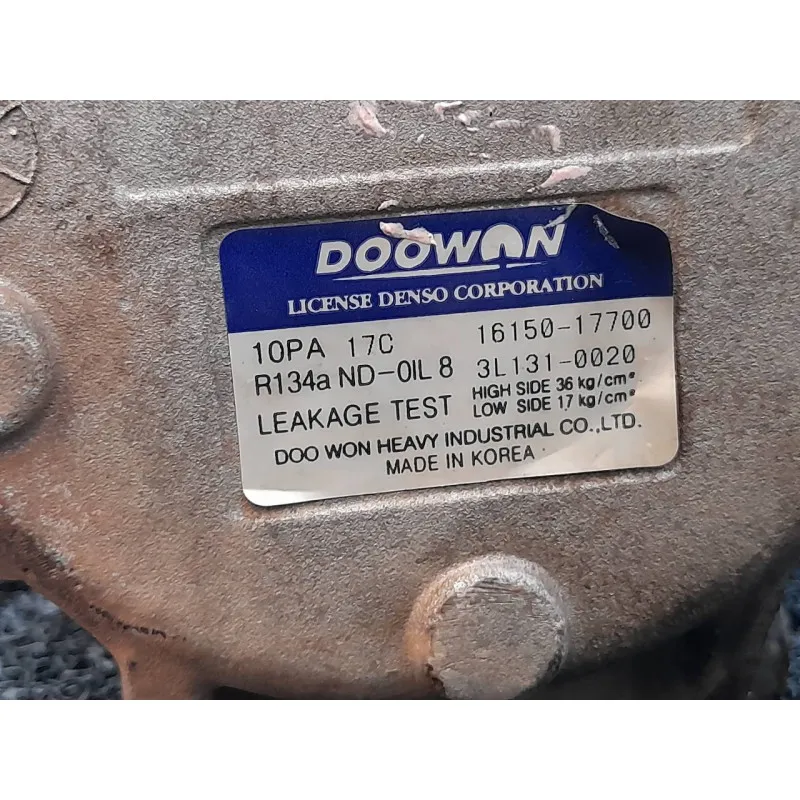 DOOWON
LICENSE DENSO CORPORATION
10PA 17C 16150-17700
R134a ND-OIL 8 3L131-0020
LEAKAGE TEST HIGH SIDE 36 kg/cm²
LOW SIDE 17 kg/cm²
DOO WON HEAVY INDUSTRIAL CO.,LTD.
MADE IN KOREA